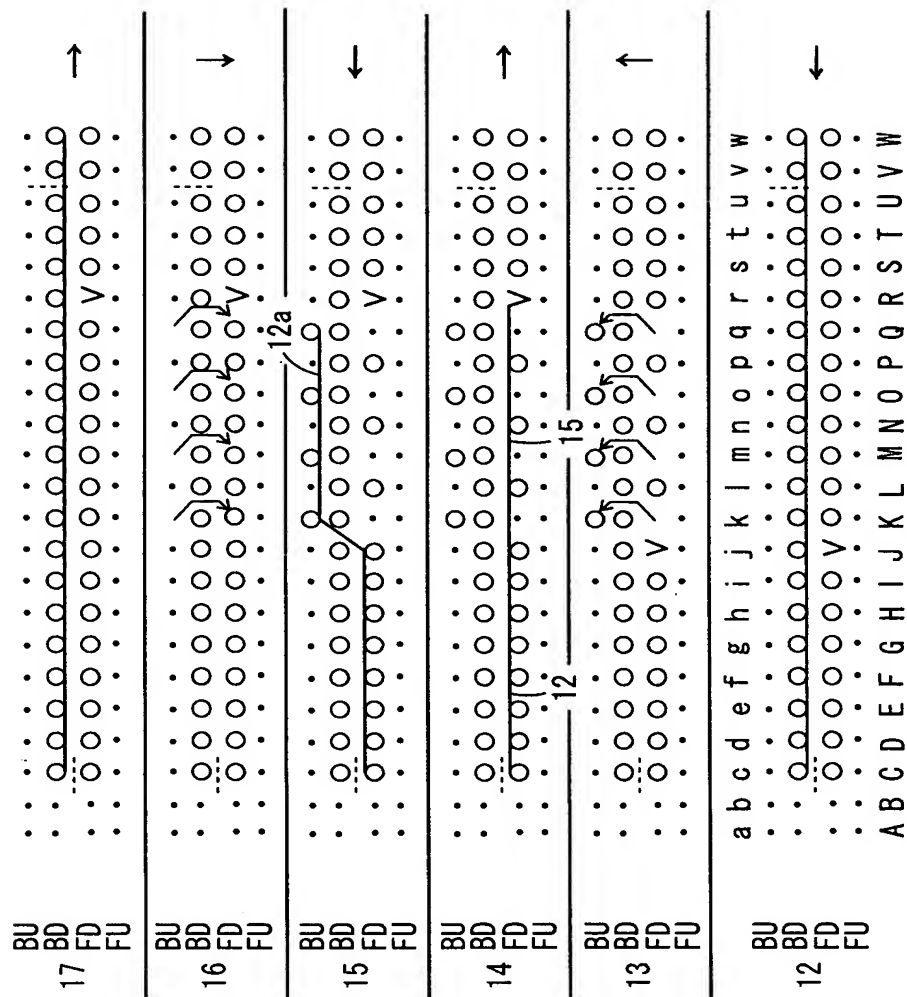 BU
BD
17
FD
FU
BU
BD
16
FD
FU
12a
BU
BD
15
FD
FU
BU
BD
14
FD
FU
12 15
BU
BD
13
FD
FU
a b c d e f g h i j k l m n o p q r s t u v w
BU
BD
12
FD
FU
A B C D E F G H I J K L M N O P Q R S T U V W